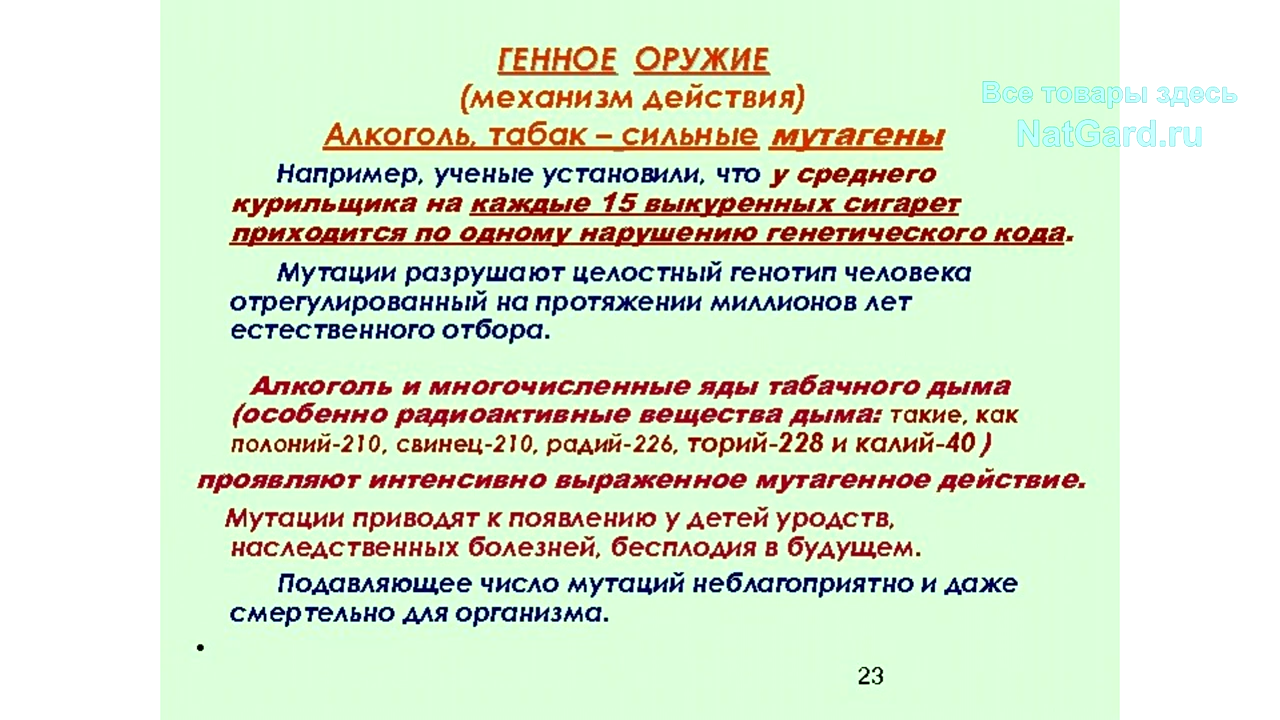 ГЕННОЕ ОРУЖИЕ
(механизм действия)
Алкоголь, табак – сильные мутагены
Все товары здесь
NatGard.ru
Например, ученые установили, что у среднего
курильщика на каждые 15 выкуренных сигарет
приходится по одному нарушению генетического кода.
Мутации разрушают целостный генотип человека
отрегулированный на протяжении миллионов лет
естественного отбора.
Алкоголь и многочисленные яды табачного дыма
(особенно радиоактивные вещества дыма: такие, как
полоний-210, свинец-210, радий-226, торий-228 и калий-40 )
проявляют интенсивно выраженное мутагенное действие.
Мутации приводят к появлению у детей уродств,
наследственных болезней, бесплодия в будущем.
Подавляющее число мутаций неблагоприятно и даже
смертельно для организма.
•
23